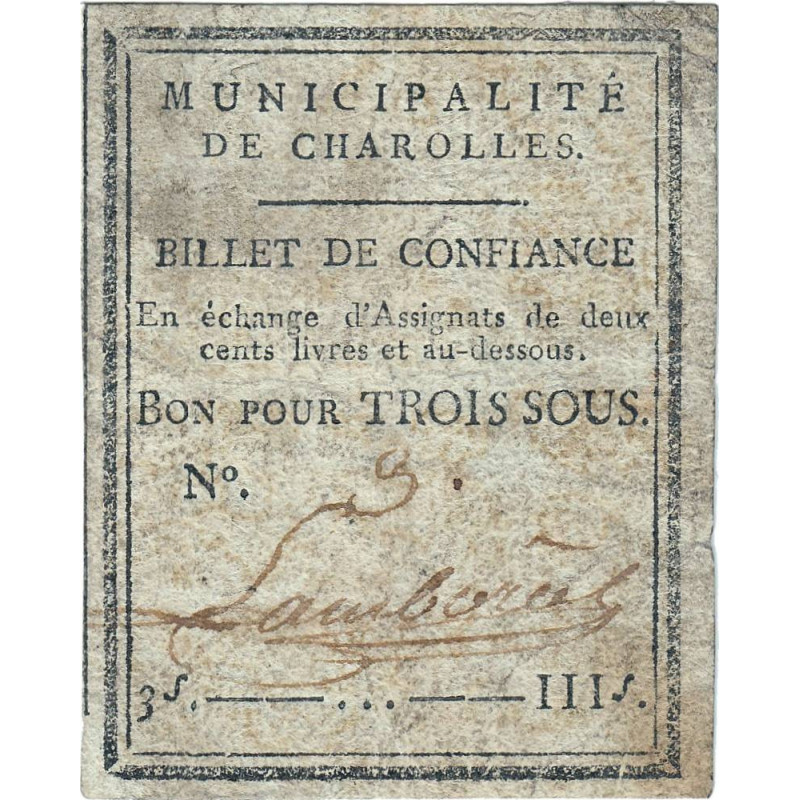 MUNICIPALITÉ
DE CHAROLLES.
BILLET DE CONFIANCE
En échange d'Assignats de deux
cents livres et au-dessous.
BON POUR TROIS SOUS.
Nº.
3s. — — ... — — IIIs.